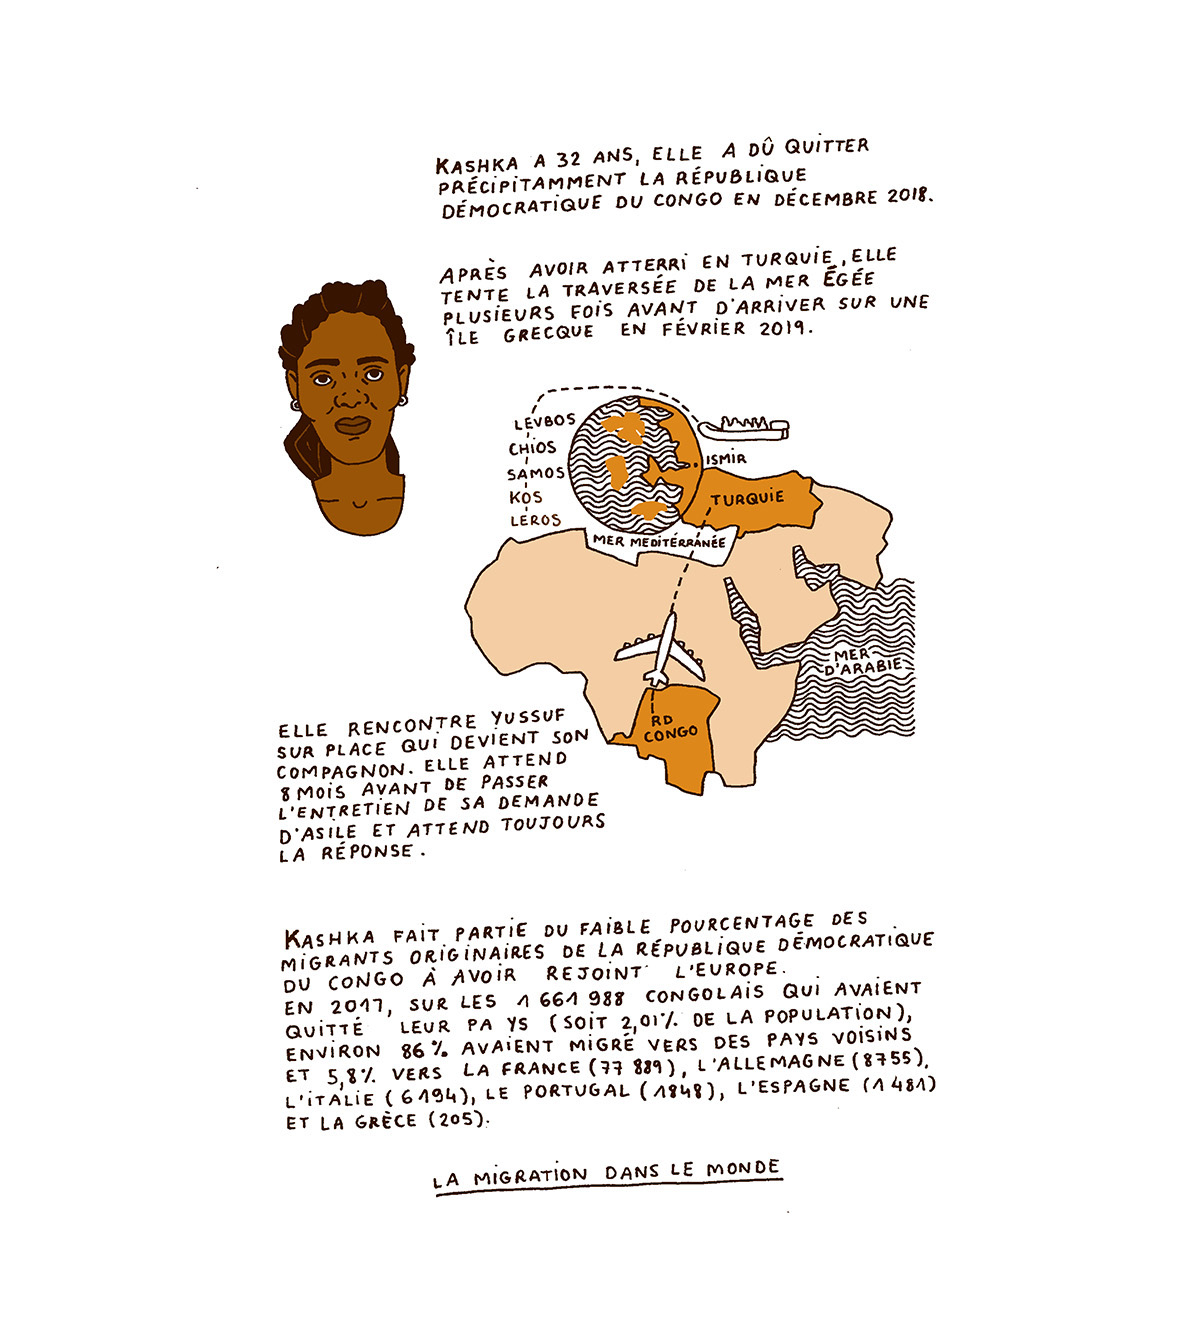 KASHKA A 32 ANS, ELLE A DÛ QUITTER
PRÉCIPITAMMENT LA RÉPUBLIQUE
DÉMOCRATIQUE DU CONGO EN DÉCEMBRE 2018.
APRÈS AVOIR ATTERRI EN TURQUIE, ELLE
TENTE LA TRAVERSÉE DE LA MER ÉGÉE
PLUSIEURS FOIS AVANT D'ARRIVER SUR UNE
ÎLE GRECQUE EN FÉVRIER 2019.
LEVBOS
CHIOS
SAMOS
KOS
LEROS
ISMIR
TURQUIE
MER MEDITÉRRANÉE
MER
D'ARABIE
RD
CONGO
ELLE RENCONTRE YUSSUF
SUR PLACE QUI DEVIENT SON
COMPAGNON. ELLE ATTEND
8 MOIS AVANT DE PASSER
L'ENTRETIEN DE SA DEMANDE
D'ASILE ET ATTEND TOUJOURS
LA RÉPONSE.
KASHKA FAIT PARTIE DU FAIBLE POURCENTAGE DES
MIGRANTS ORIGINAIRES DE LA RÉPUBLIQUE DÉMOCRATIQUE
DU CONGO À AVOIR REJOINT L'EUROPE.
EN 2017, SUR LES 1 661 988 CONGOLAIS QUI AVAIENT
QUITTÉ LEUR PA YS (SOIT 2,01% DE LA POPULATION),
ENVIRON 86% AVAIENT MIGRÉ VERS DES PAYS VOISINS
ET 5,8% VERS LA FRANCE (77 889), L'ALLEMAGNE (8755),
L'ITALIE (6194), LE PORTUGAL (1848), L'ESPAGNE (1 481)
ET LA GRÈCE (205).
LA MIGRATION DANS LE MONDE